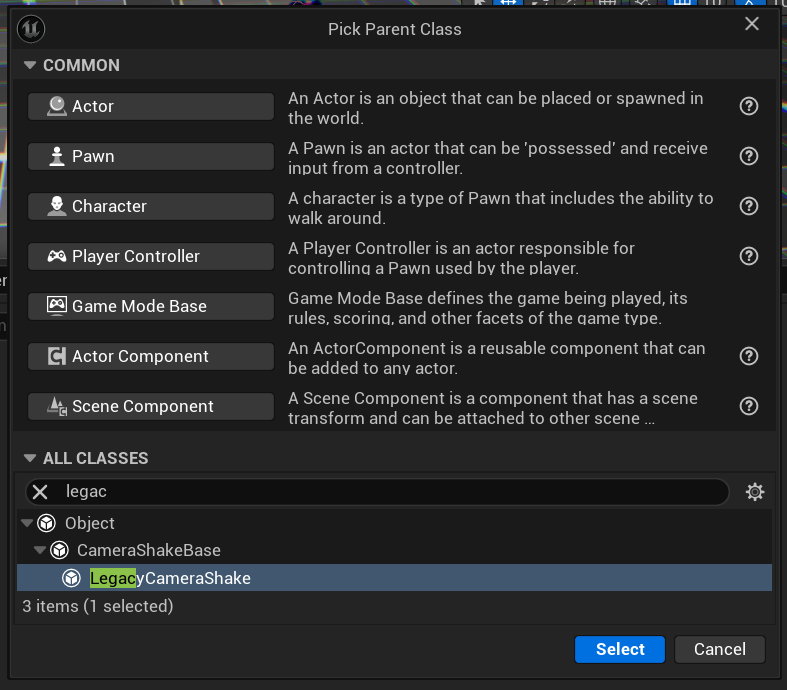 Pick Parent Class
COMMON
Actor
An Actor is an object that can be placed or spawned in
the world.
Pawn
A Pawn is an actor that can be 'possessed' and receive
input from a controller.
Character
A character is a type of Pawn that includes the ability to
walk around.
Player Controller
A Player Controller is an actor responsible for
controlling a Pawn used by the player.
Game Mode Base
Game Mode Base defines the game being played, its
rules, scoring, and other facets of the game type.
Actor Component
An ActorComponent is a reusable component that can
be added to any actor.
Scene Component
A Scene Component is a component that has a scene
transform and can be attached to other scene ...
ALL CLASSES
legac
Object
CameraShakeBase
LegacyCameraShake
3 items (1 selected)
Select
Cancel